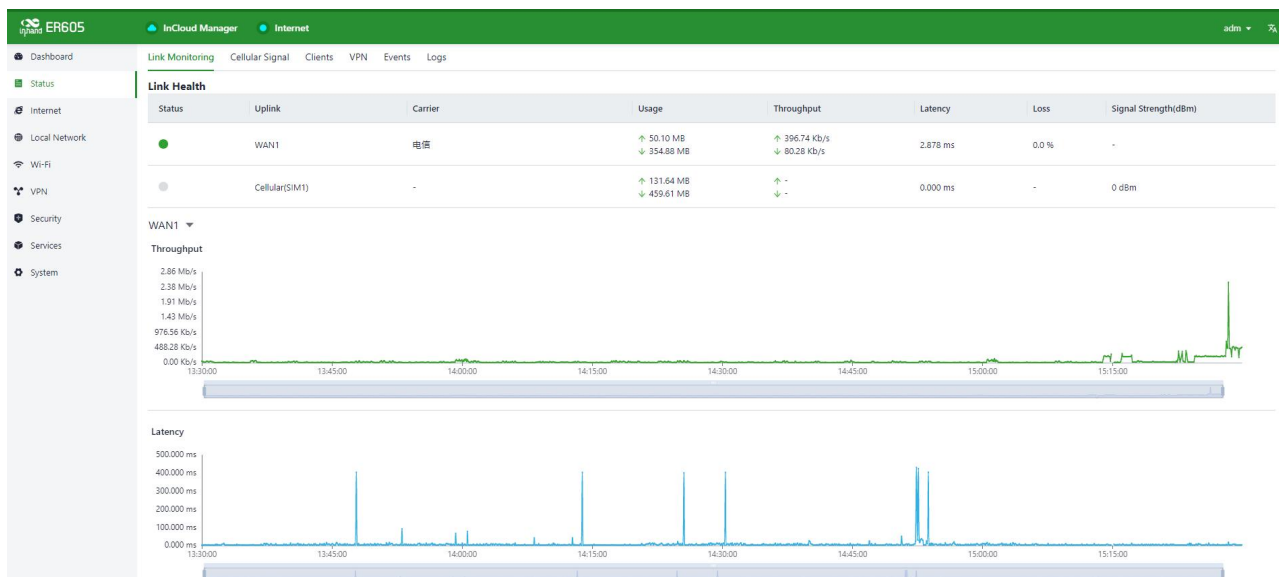 inhand ER605 InCloud Manager Internet adm
Dashboard
Status
Internet
Local Network
Wi-Fi
VPN
Security
Services
System
Link Monitoring Cellular Signal Clients VPN Events Logs
Link Health
Status Uplink Carrier Usage Throughput Latency Loss Signal Strength(dBm)
WAN1 电信 ↑ 50.10 MB ↑ 396.74 Kb/s 2.878 ms 0.0 % -
↓ 354.88 MB ↓ 80.28 Kb/s
Cellular(SIM1) - ↑ 131.64 MB ↑ - 0.000 ms - 0 dBm
↓ 459.61 MB ↓ -
WAN1
Throughput
2.86 Mb/s
2.38 Mb/s
1.91 Mb/s
1.43 Mb/s
976.56 Kb/s
488.28 Kb/s
0.00 Kb/s
13:30:00 13:45:00 14:00:00 14:15:00 14:30:00 14:45:00 15:00:00 15:15:00
Latency
500.000 ms
400.000 ms
300.000 ms
200.000 ms
100.000 ms
0.000 ms
13:30:00 13:45:00 14:00:00 14:15:00 14:30:00 14:45:00 15:00:00 15:15:00